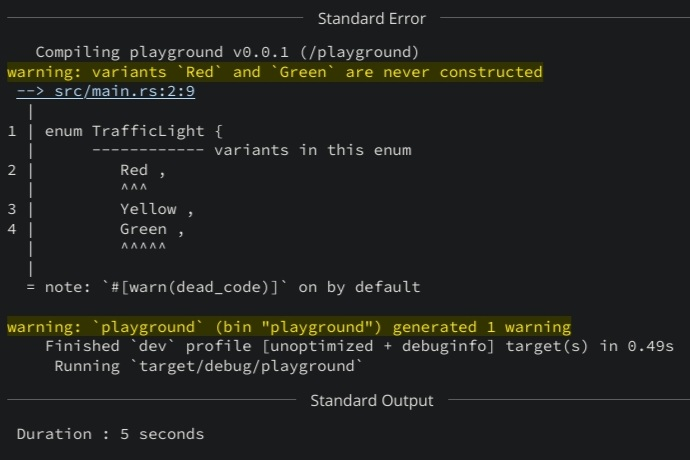 Standard Error
Compiling playground v0.0.1 (/playground)
warning: variants `Red` and `Green` are never constructed
--> src/main.rs:2:9
|
1 | enum TrafficLight {
| ------------ variants in this enum
2 | Red ,
| ^^^
3 | Yellow ,
4 | Green ,
| ^^^^^
|
= note: `#[warn(dead_code)]` on by default
warning: `playground` (bin "playground") generated 1 warning
Finished `dev` profile [unoptimized + debuginfo] target(s) in 0.49s
Running `target/debug/playground`
Standard Output
Duration : 5 seconds